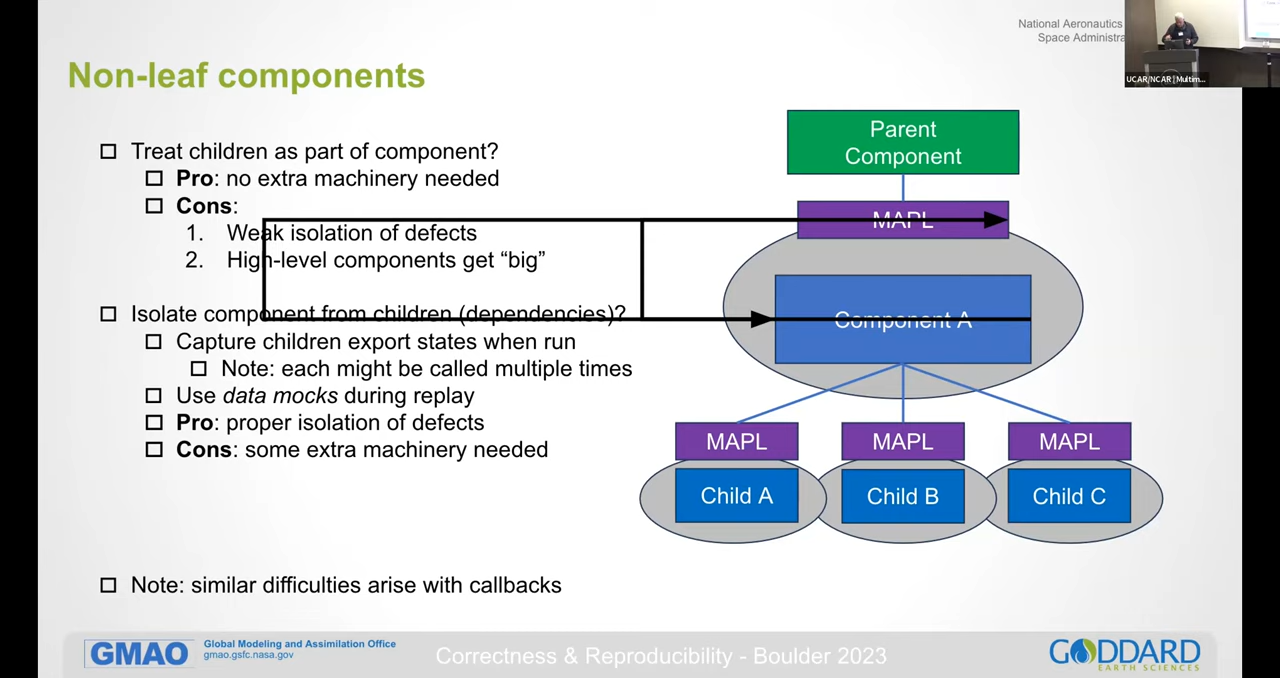 National Aeronautics
Space Administra
UCAR/NCAR | Multim...
Non-leaf components
Treat children as part of component?
Pro: no extra machinery needed
Cons:
1. Weak isolation of defects
2. High-level components get “big”
Isolate component from children (dependencies)?
Capture children export states when run
Note: each might be called multiple times
Use data mocks during replay
Pro: proper isolation of defects
Cons: some extra machinery needed
Note: similar difficulties arise with callbacks
Parent
Component
MAPL
Component A
MAPL
MAPL
MAPL
Child A
Child B
Child C
GMAO
Global Modeling and Assimilation Office
gmao.gsfc.nasa.gov
Correctness & Reproducibility - Boulder 2023
GODDARD
EARTH SCIENCES